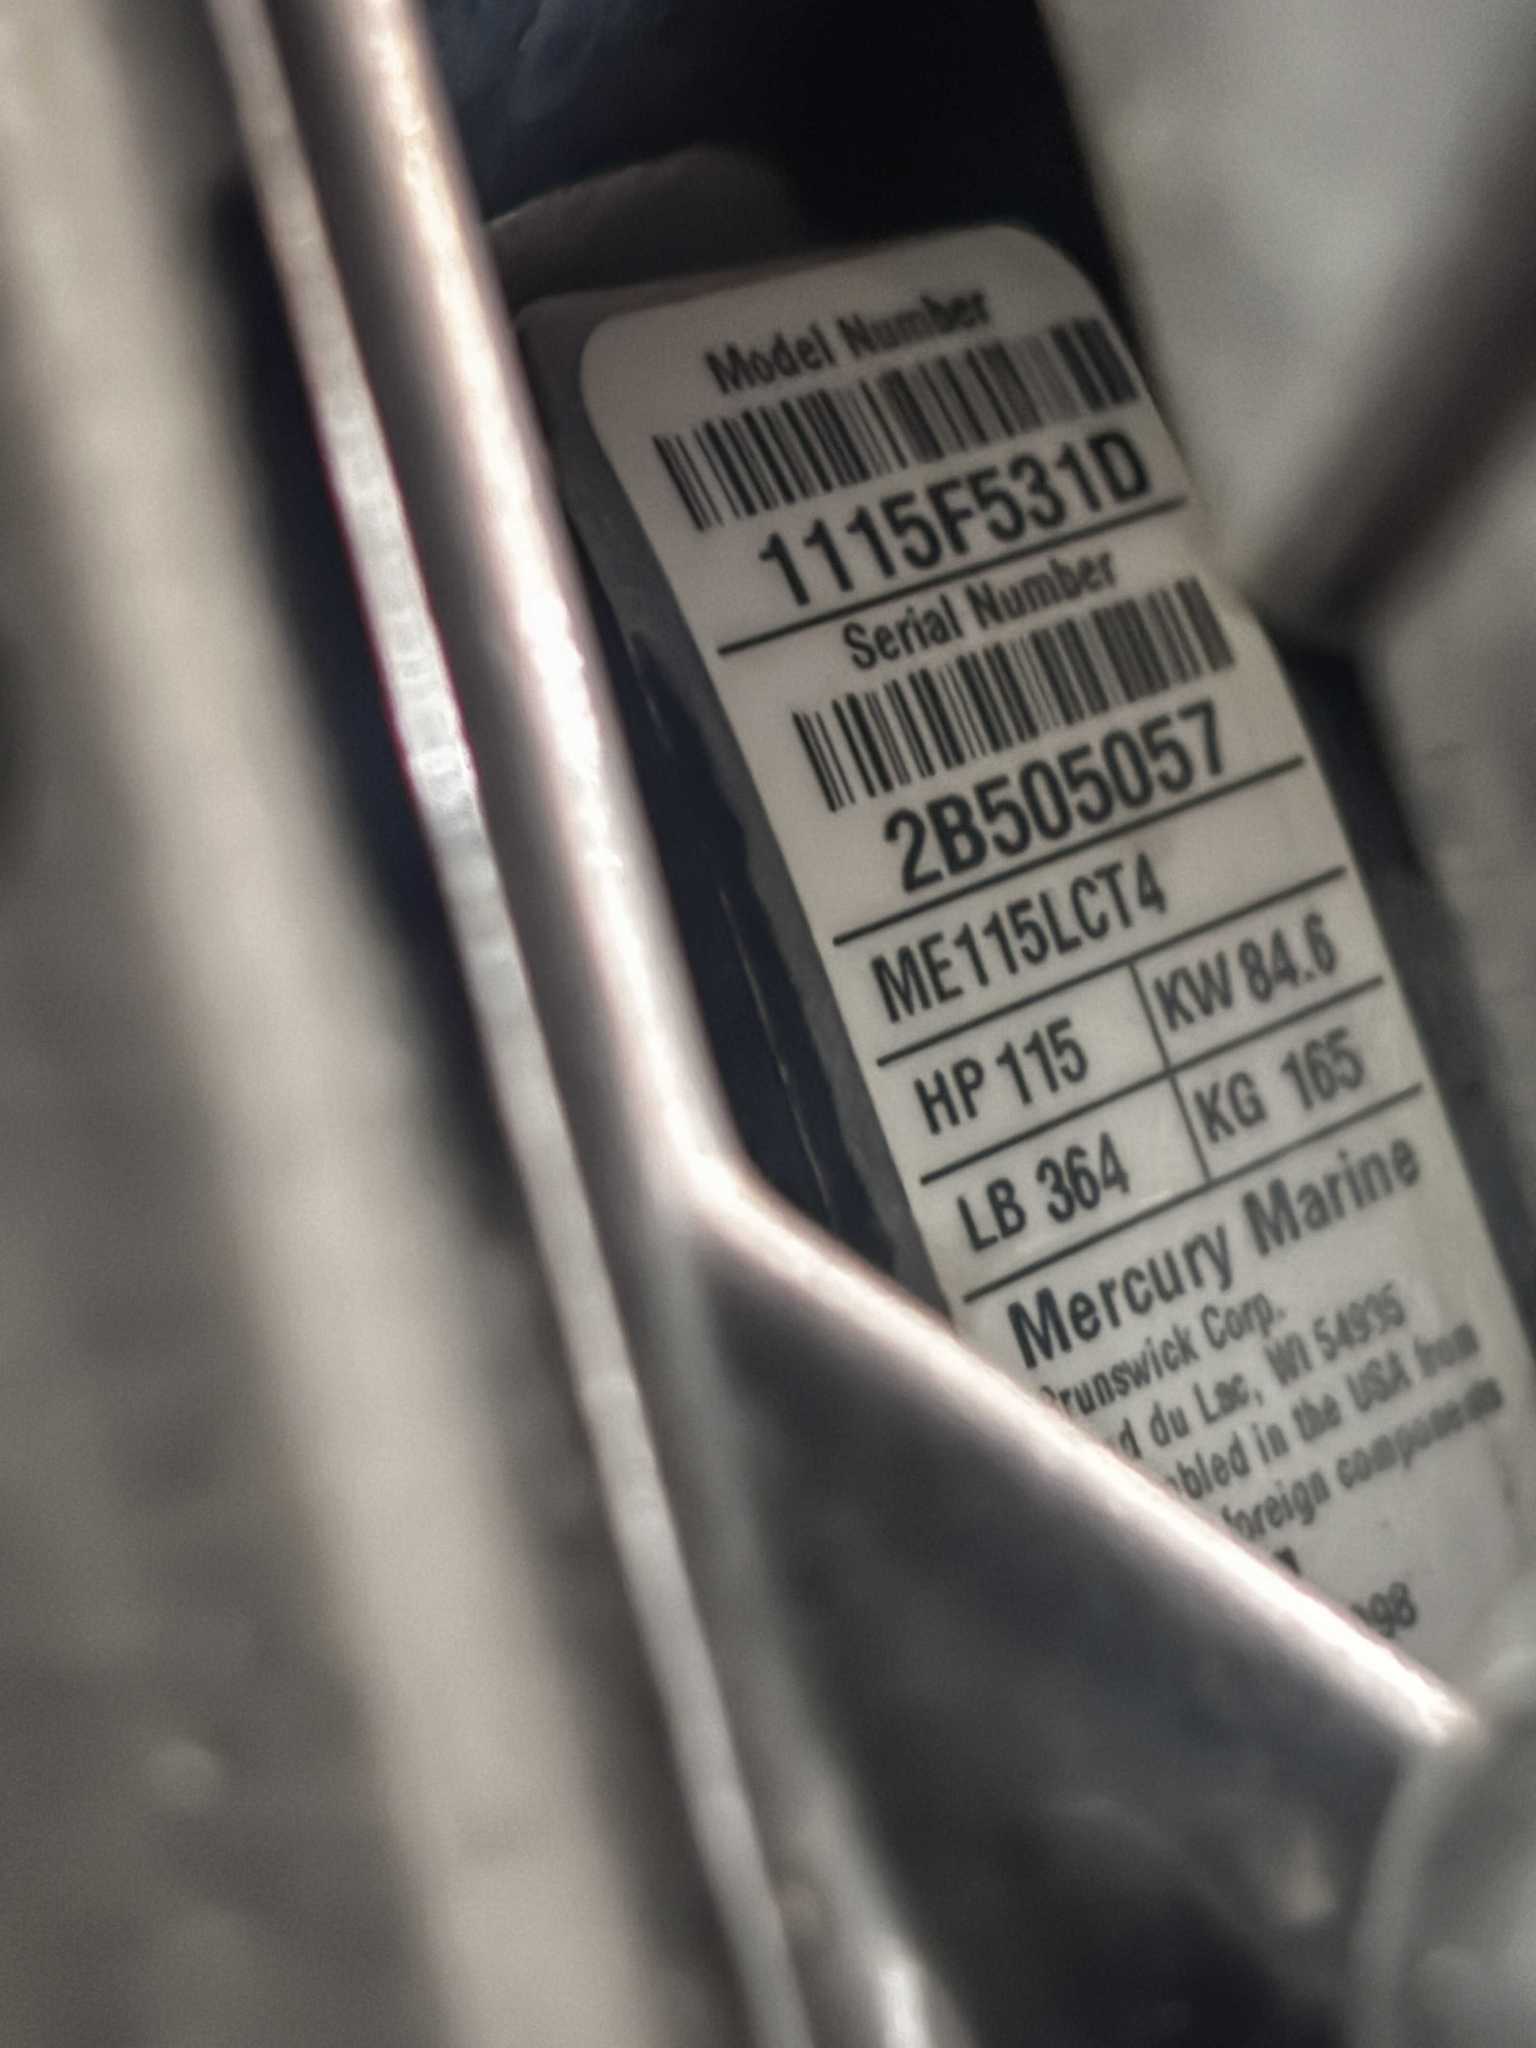 Model Number
1115F531D
Serial Number
2B505057
ME115LCT4
HP 115 KW 84.6
LB 364 KG 165
Mercury Marine
Brunswick Corp.
du Lac, WI 54935
in the USA from
foreign components